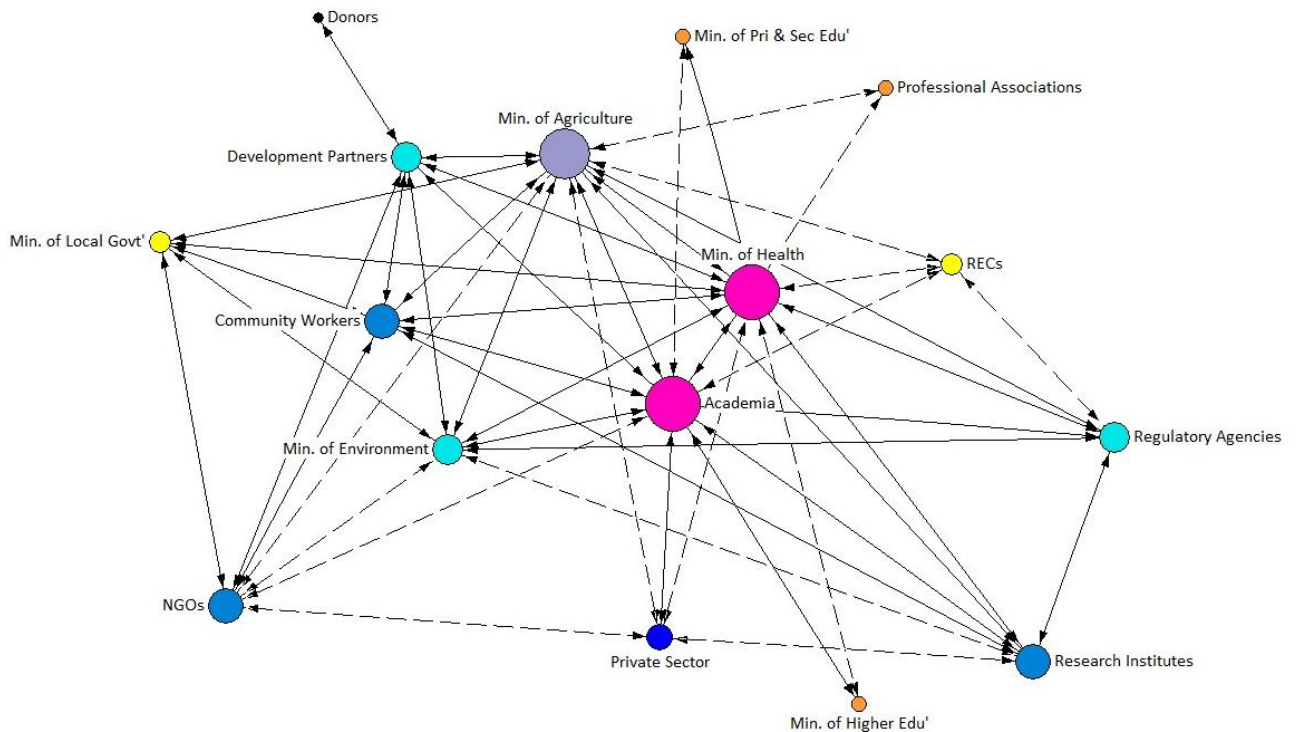 Donors
Min. of Pri & Sec Edu'
Professional Associations
Min. of Agriculture
Development Partners
Min. of Local Govt'
Min. of Health
RECs
Community Workers
Academia
Min. of Environment
Regulatory Agencies
NGOs
Private Sector
Research Institutes
Min. of Higher Edu'